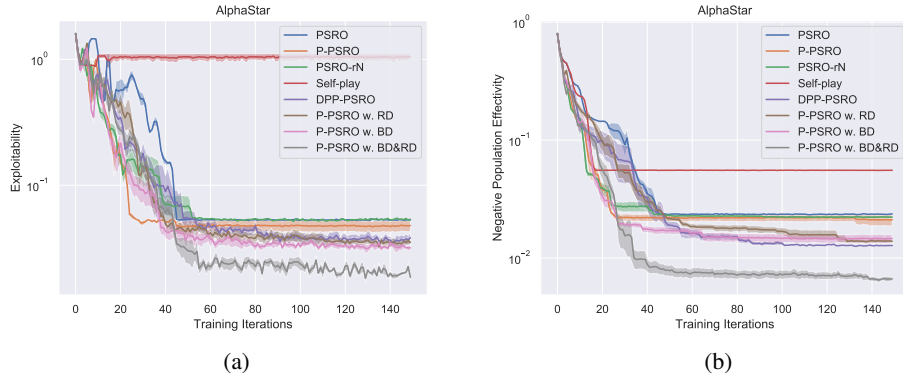 AlphaStar
PSRO
P-PSRO
PSRO-rN
Self-play
DPP-PSRO
P-PSRO w. RD
P-PSRO w. BD
P-PSRO w. BD&RD
10⁰
10⁻¹
Exploitability
0 20 40 60 80 100 120 140
Training Iterations
(a)
AlphaStar
PSRO
P-PSRO
PSRO-rN
Self-play
DPP-PSRO
P-PSRO w. RD
P-PSRO w. BD
P-PSRO w. BD&RD
10⁰
10⁻¹
10⁻²
Negative Population Effectivity
0 20 40 60 80 100 120 140
Training Iterations
(b)